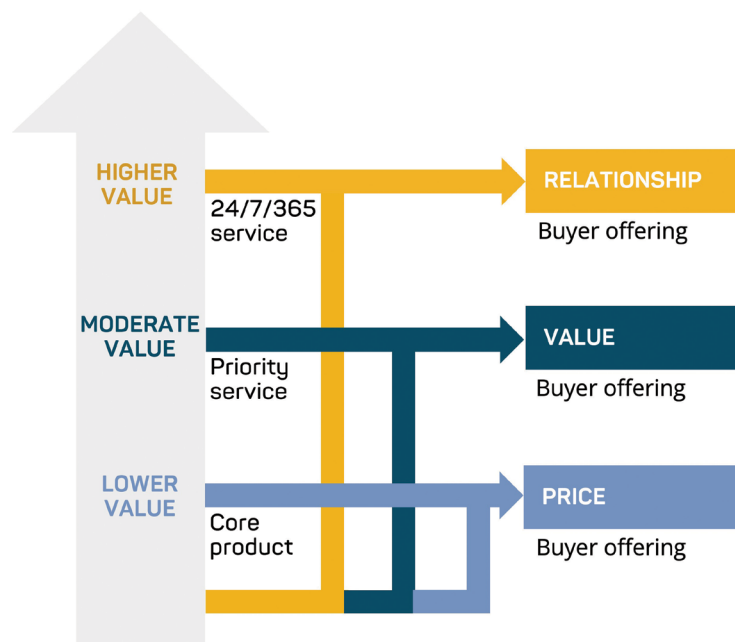 HIGHER
VALUE
24/7/365
service
RELATIONSHIP
Buyer offering
MODERATE
VALUE
Priority
service
VALUE
Buyer offering
LOWER
VALUE
Core
product
PRICE
Buyer offering